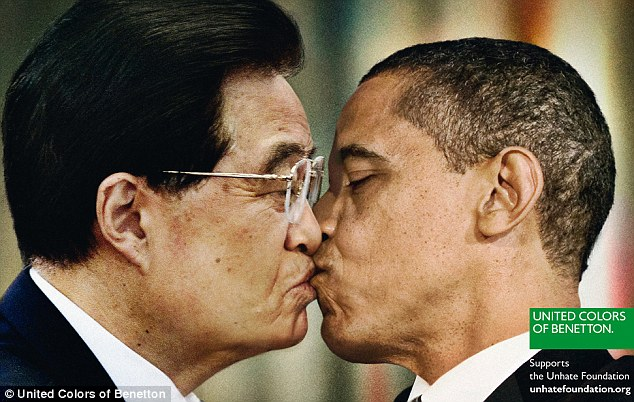 UNITED COLORS
OF BENETTON.
Supports
the Unhate Foundation
unhatefoundation.org
© United Colors of Benetton